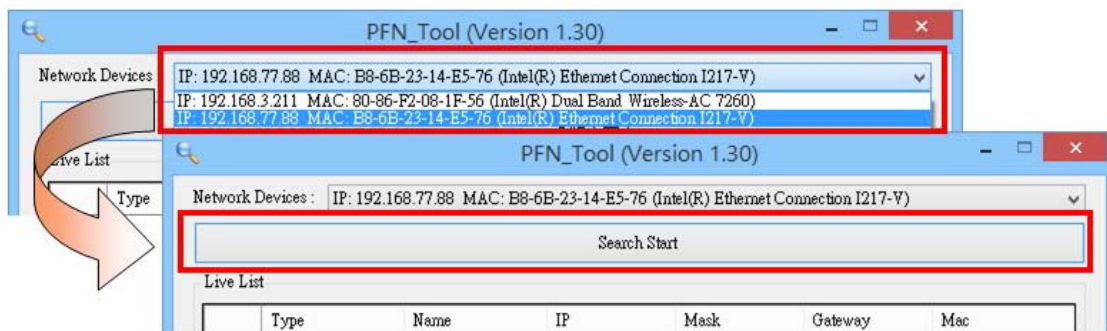 PFN_Tool (Version 1.30)
Network Devices
IP: 192.168.77.88 MAC: B8-6B-23-14-E5-76 (Intel(R) Ethernet Connection I217-V)
IP: 192.168.3.211 MAC: 80-86-F2-08-1F-56 (Intel(R) Dual Band Wireless-AC 7260)
IP: 192.168.77.88 MAC: B8-6B-23-14-E5-76 (Intel(R) Ethernet Connection I217-V)
Live List
Type
PFN_Tool (Version 1.30)
Network Devices : IP: 192.168.77.88 MAC: B8-6B-23-14-E5-76 (Intel(R) Ethernet Connection I217-V)
Search Start
Live List
Type Name IP Mask Gateway Mac